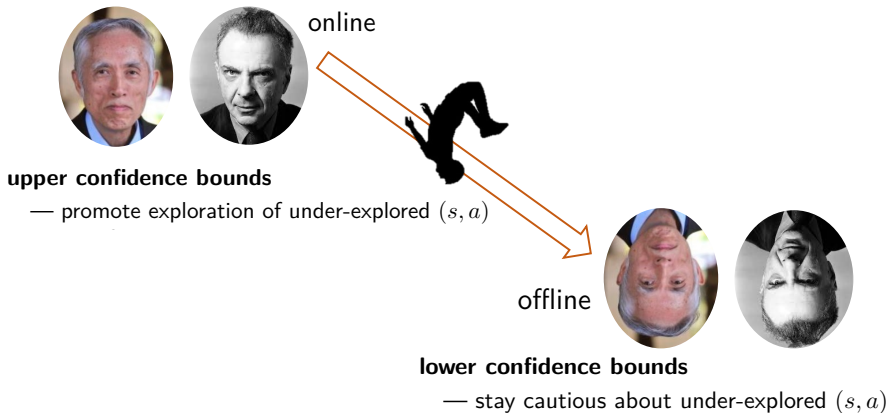 online
upper confidence bounds
— promote exploration of under-explored (s, a)
offline
lower confidence bounds
— stay cautious about under-explored (s, a)